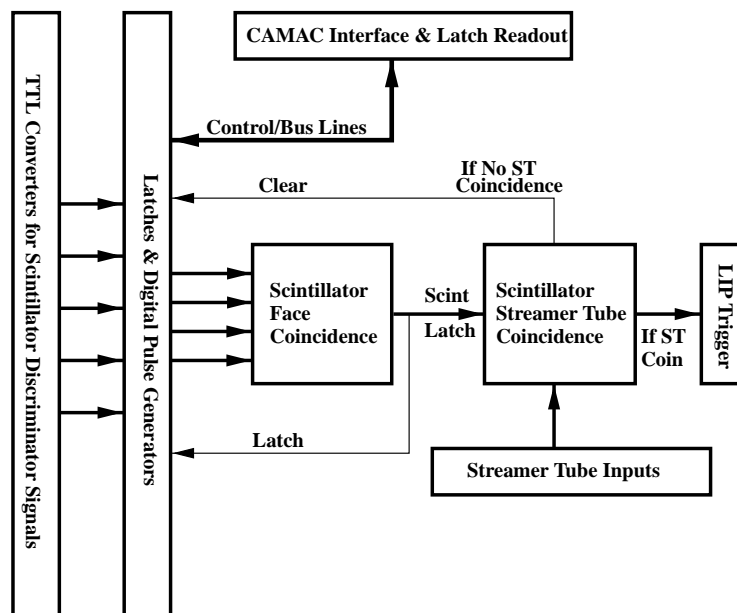 CAMAC Interface & Latch Readout
TTL Converters for Scintillator Discriminator Signals
Latches & Digital Pulse Generators
Control/Bus Lines
If No ST
Coincidence
Clear
Scintillator
Face
Coincidence
Scint
Latch
Scintillator
Streamer Tube
Coincidence
If ST
Coin
LIP Trigger
Latch
Streamer Tube Inputs